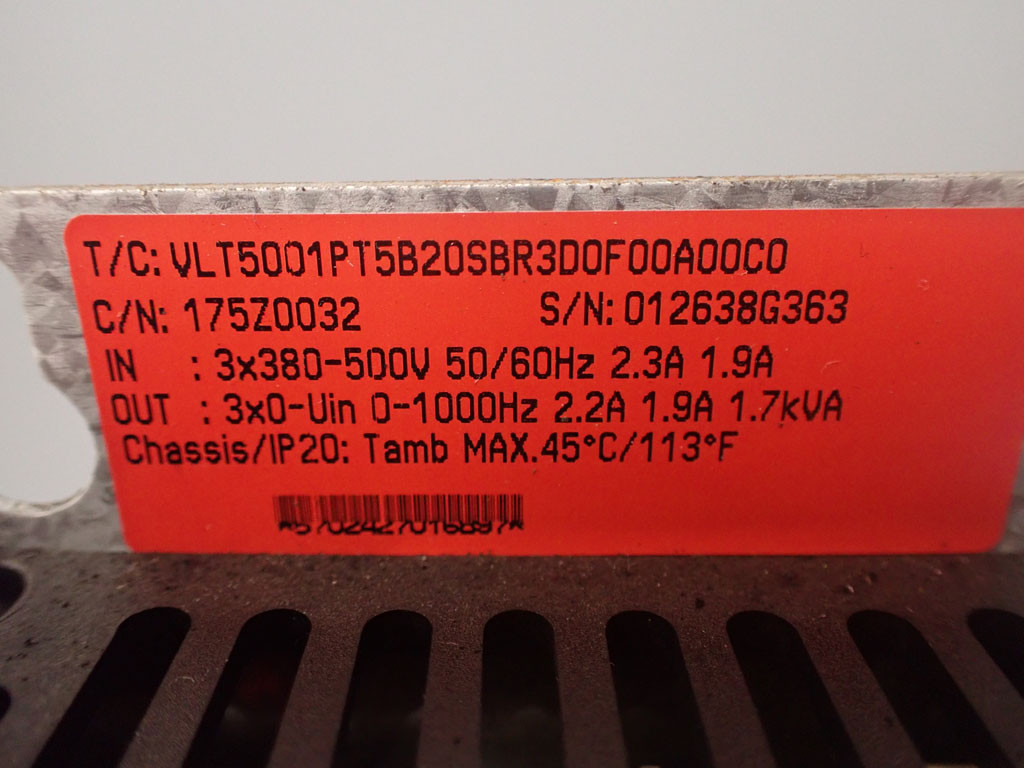 T/C: VLT5001PT5B20SBR3D0F00A00C0
C/N: 175Z0032 S/N: 012638G363
IN : 3x380-500V 50/60Hz 2.3A 1.9A
OUT : 3x0-Uin 0-1000Hz 2.2A 1.9A 1.7kVA
Chassis/IP20: Tamb MAX.45°C/113°F